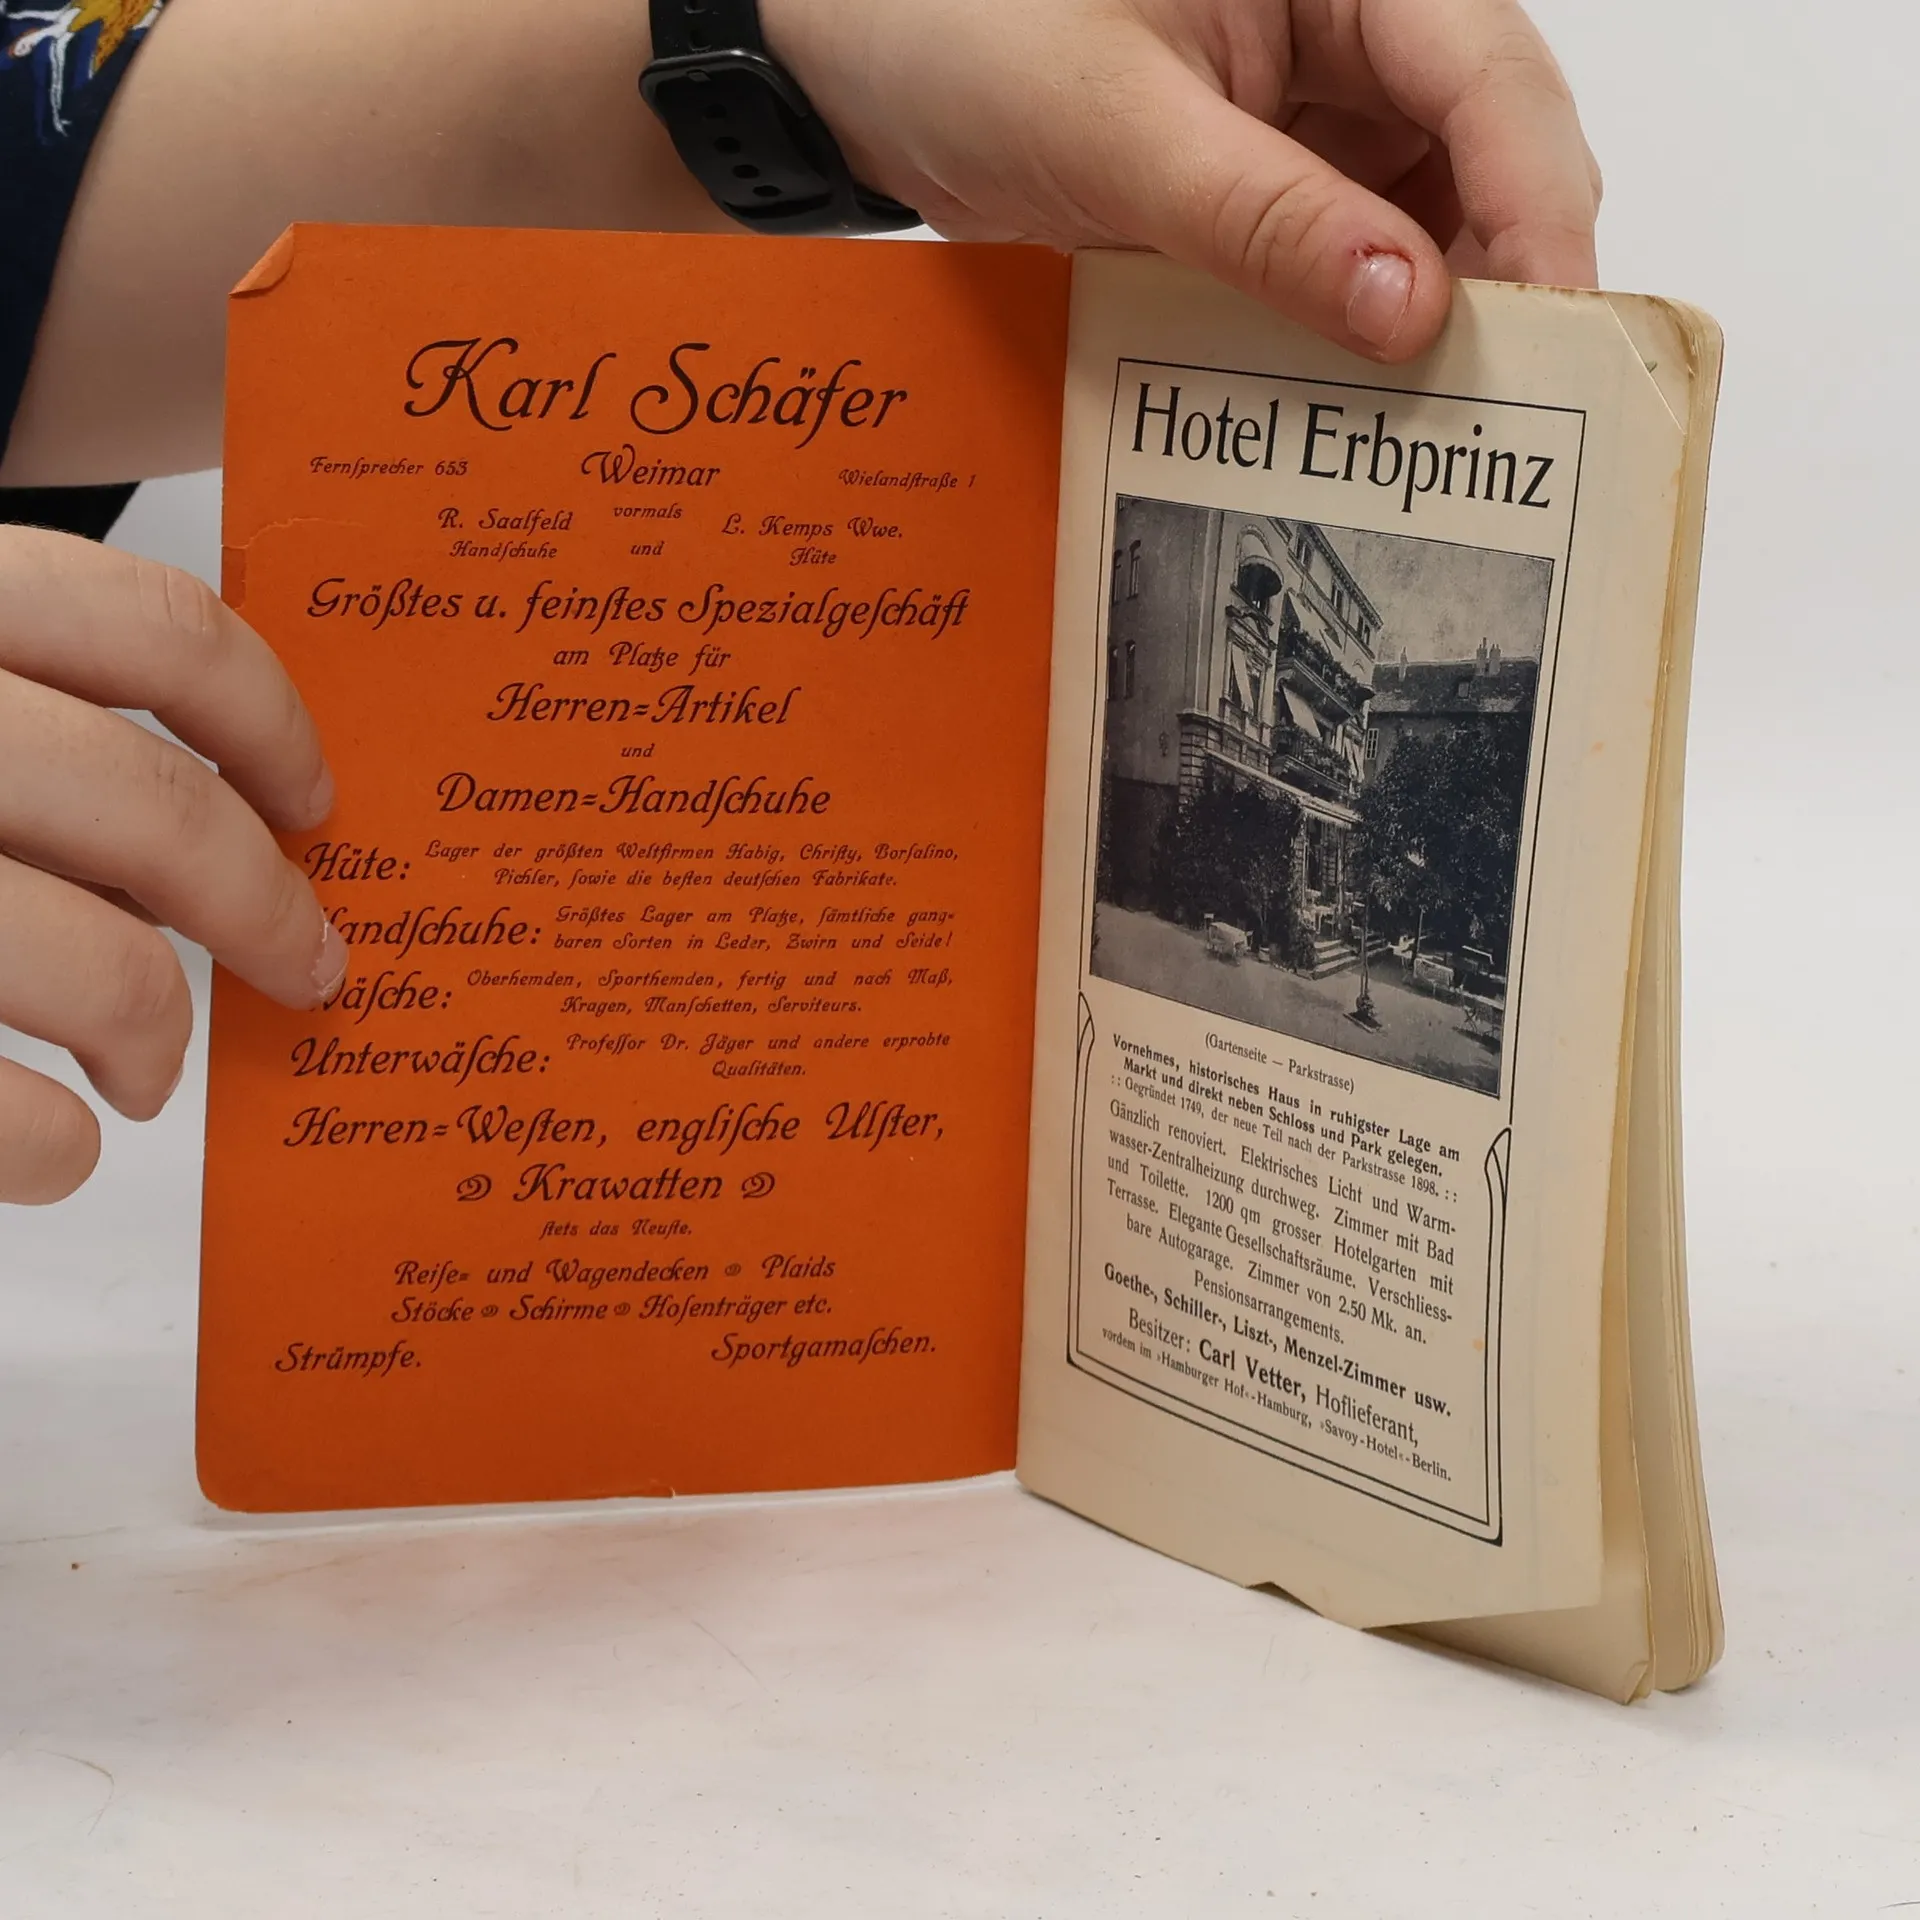 Karl Schäfer
Fernſprecher 653 Weimar Wielandſtraße 1
R. Saalfeld vormals L. Kemps Wwe.
Handſchuhe und Hüte
Größtes u. feinſtes Spezialgeſchäft
am Platze für
Herren=Artikel
und
Damen=Handſchuhe
Hüte: Lager der größten Weltfirmen Habig, Chriſty, Borſalino,
Pichler, ſowie die beſten deutſchen Fabrikate.
andſchuhe: Größtes Lager am Platze, ſämtliche gang=
baren Sorten in Leder, Zwirn und Seide!
äſche: Oberhemden, Sporthemden, fertig und nach Maß,
Kragen, Manſchetten, Serviteurs.
Unterwäſche: Profeſſor Dr. Jäger und andere erprobte
Qualitäten.
Herren=Weſten, engliſche Ulſter,
Krawatten
ſtets das Neuſte.
Reiſe= und Wagendecken Plaids
Stöcke Schirme Hoſenträger etc.
Strümpfe. Sportgamaſchen.
Hotel Erbprinz
(Gartenseite — Parkstrasse)
Vornehmes, historisches Haus in ruhigster Lage am
Markt und direkt neben Schloss und Park gelegen.
:: Gegründet 1749, der neue Teil nach der Parkstrasse 1898. ::
Gänzlich renoviert. Elektrisches Licht und Warm-
wasser-Zentralheizung durchweg. Zimmer mit Bad
und Toilette. 1200 qm grosser Hotelgarten mit
Terrasse. Elegante Gesellschaftsräume. Verschliess-
bare Autogarage. Zimmer von 2.50 Mk. an.
Pensionsarrangements.
Goethe-, Schiller-, Liszt-, Menzel-Zimmer usw.
Besitzer: Carl Vetter, Hoflieferant,
vordem im »Hamburger Hof«-Hamburg, »Savoy-Hotel«-Berlin.